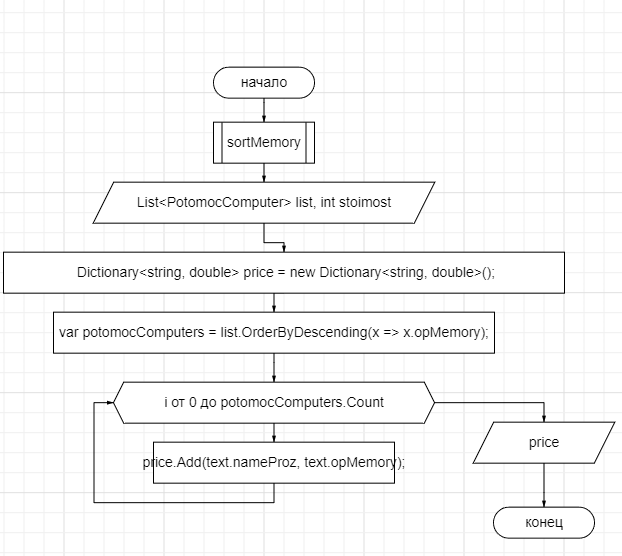 начало
sortMemory
List<PotomocComputer> list, int stoimost
Dictionary<string, double> price = new Dictionary<string, double>();
var potomocComputers = list.OrderByDescending(x => x.opMemory);
i от 0 до potomocComputers.Count
price.Add(text.nameProz, text.opMemory);
price
конец